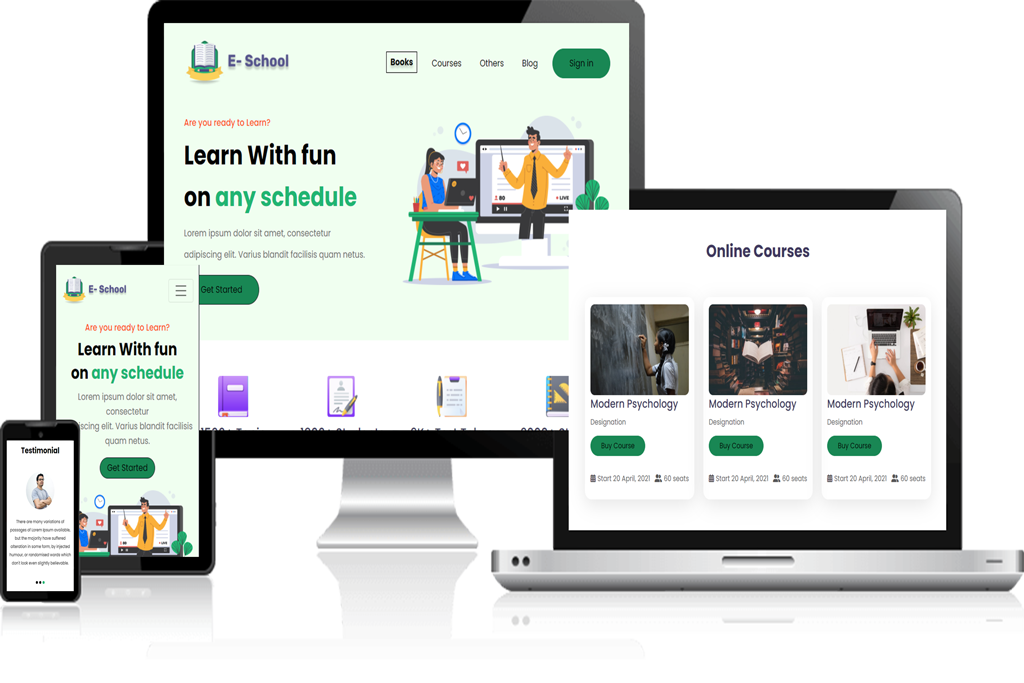 E- School
Books Courses Others Blog Sign in
Are you ready to Learn?
Learn With fun
on any schedule
Lorem ipsum dolor sit amet, consectetur
adipiscing elit. Varius blandit facilisis quam netus.
Get Started
80
LIVE
Online Courses
Modern Psychology
Designation
Buy Course
Start 20 April, 2021 60 seats
Modern Psychology
Designation
Buy Course
Start 20 April, 2021 60 seats
Modern Psychology
Designation
Buy Course
Start 20 April, 2021 60 seats
E- School
Are you ready to Learn?
Learn With fun
on any schedule
Lorem ipsum dolor sit amet,
consectetur
scing elit. Varius blandit facilisis
quam netus.
Get Started
80
LIVE
Testimonial
There are many variations of
passages of Lorem Ipsum available,
but the majority have suffered
alteration in some form, by injected
humour, or randomised words which
don't look even slightly believable.